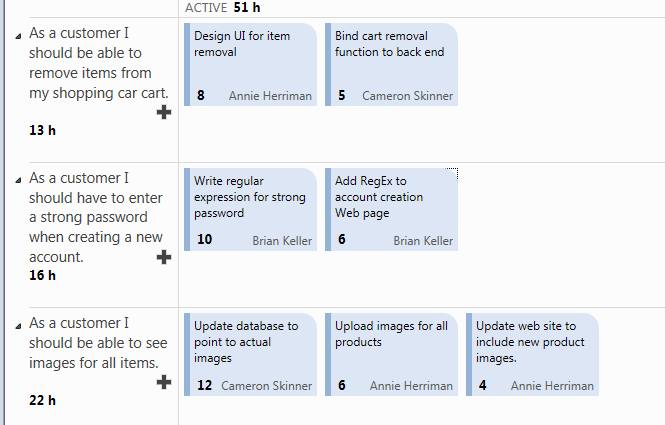 ACTIVE 51 h
As a customer I
should be able to
remove items from
my shopping car cart.
13 h
Design UI for item
removal
8 Annie Herriman
Bind cart removal
function to back end
5 Cameron Skinner
As a customer I
should have to enter
a strong password
when creating a new
account.
16 h
Write regular
expression for strong
password
10 Brian Keller
Add RegEx to
account creation
Web page
6 Brian Keller
As a customer I
should be able to see
images for all items.
22 h
Update database to
point to actual
images
12 Cameron Skinner
Upload images for all
products
6 Annie Herriman
Update web site to
include new product
images.
4 Annie Herriman